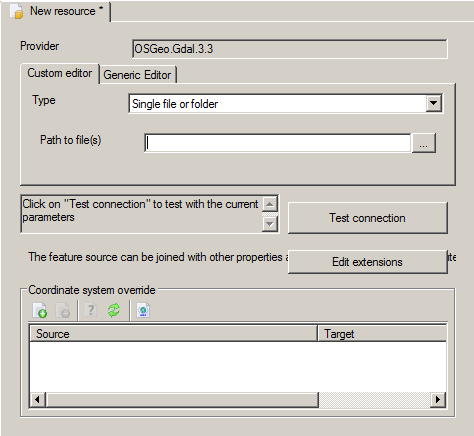 New resource *
Provider
OSGeo.Gdal.3.3
Custom editor
Generic Editor
Type
Single file or folder
Path to file(s)
...
Click on "Test connection" to test with the current
parameters
Test connection
The feature source can be joined with other properties
Edit extensions
Coordinate system override
Source
Target